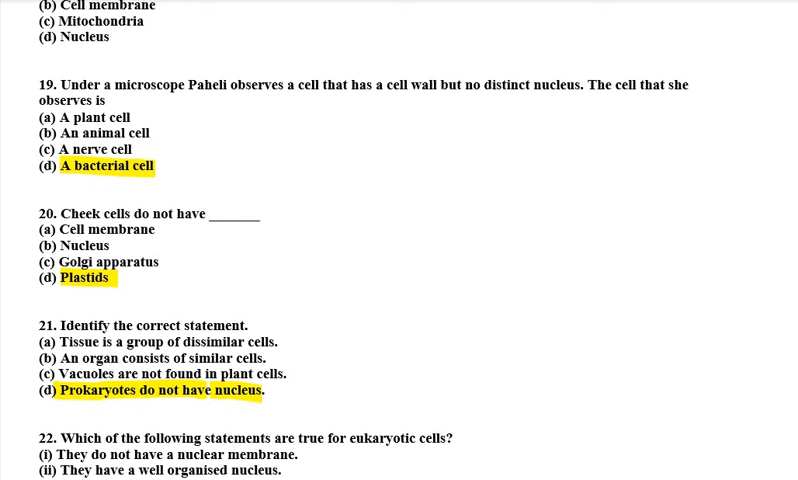 (b) Cell membrane
(c) Mitochondria
(d) Nucleus
19. Under a microscope Paheli observes a cell that has a cell wall but no distinct nucleus. The cell that she
observes is
(a) A plant cell
(b) An animal cell
(c) A nerve cell
(d) A bacterial cell
20. Cheek cells do not have _______
(a) Cell membrane
(b) Nucleus
(c) Golgi apparatus
(d) Plastids
21. Identify the correct statement.
(a) Tissue is a group of dissimilar cells.
(b) An organ consists of similar cells.
(c) Vacuoles are not found in plant cells.
(d) Prokaryotes do not have nucleus.
22. Which of the following statements are true for eukaryotic cells?
(i) They do not have a nuclear membrane.
(ii) They have a well organised nucleus.